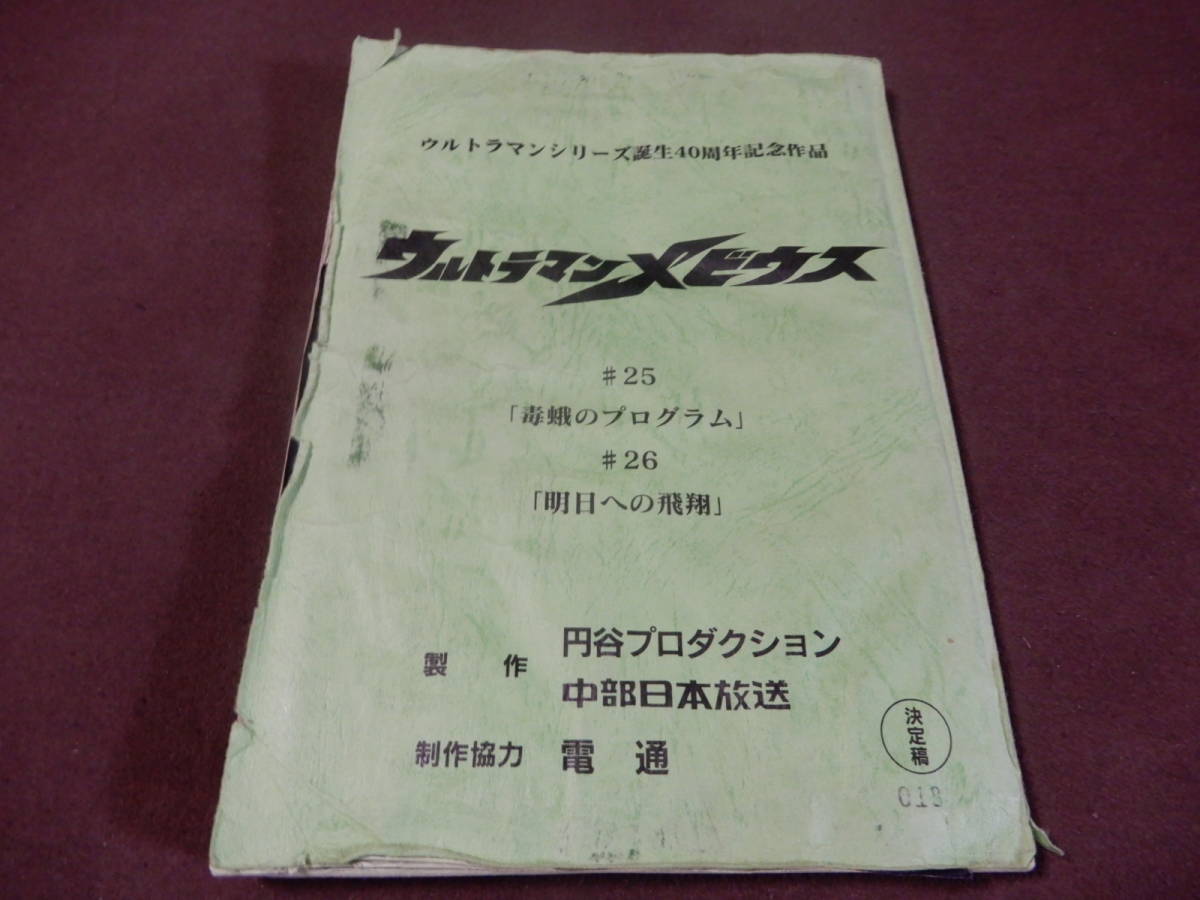 ウルトラマンシリーズ誕生40周年記念作品
ウルトラマンメビウス
＃25
「毒蛾のプログラム」
＃26
「明日への飛翔」
製　作　円谷プロダクション
中部日本放送
制作協力　電　通
決定稿
018